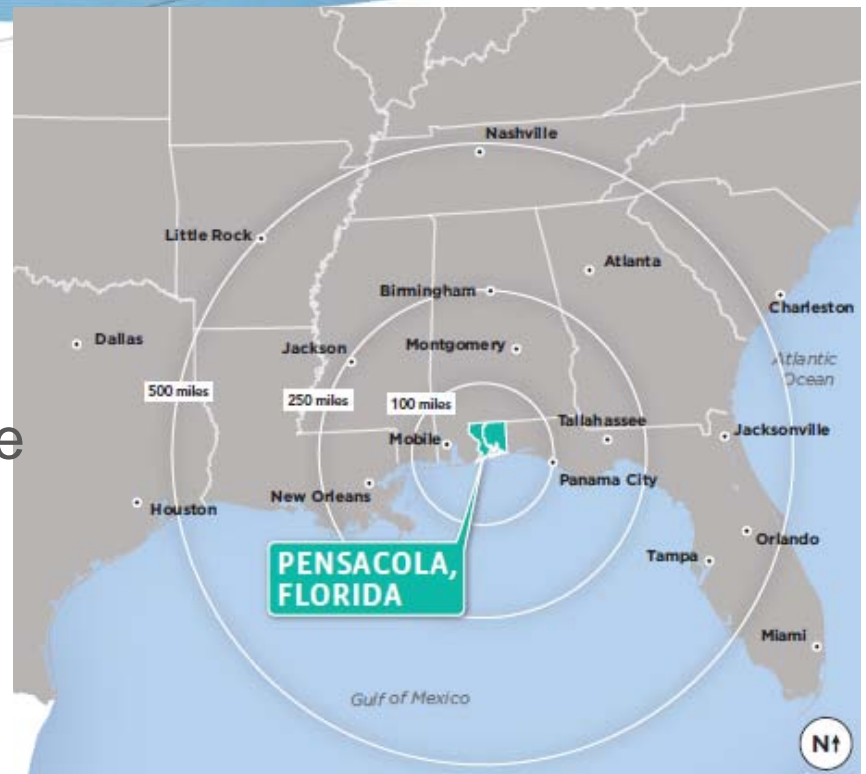 Nashville
Little Rock
Atlanta
Birmingham
Charleston
Dallas
Jackson
Montgomery
Atlantic
Ocean
500 miles
250 miles
100 miles
Tallahassee
Mobile
Jacksonville
e
Panama City
New Orleans
Houston
Orlando
PENSACOLA,
FLORIDA
Tampa
Miami
Gulf of Mexico
N↑